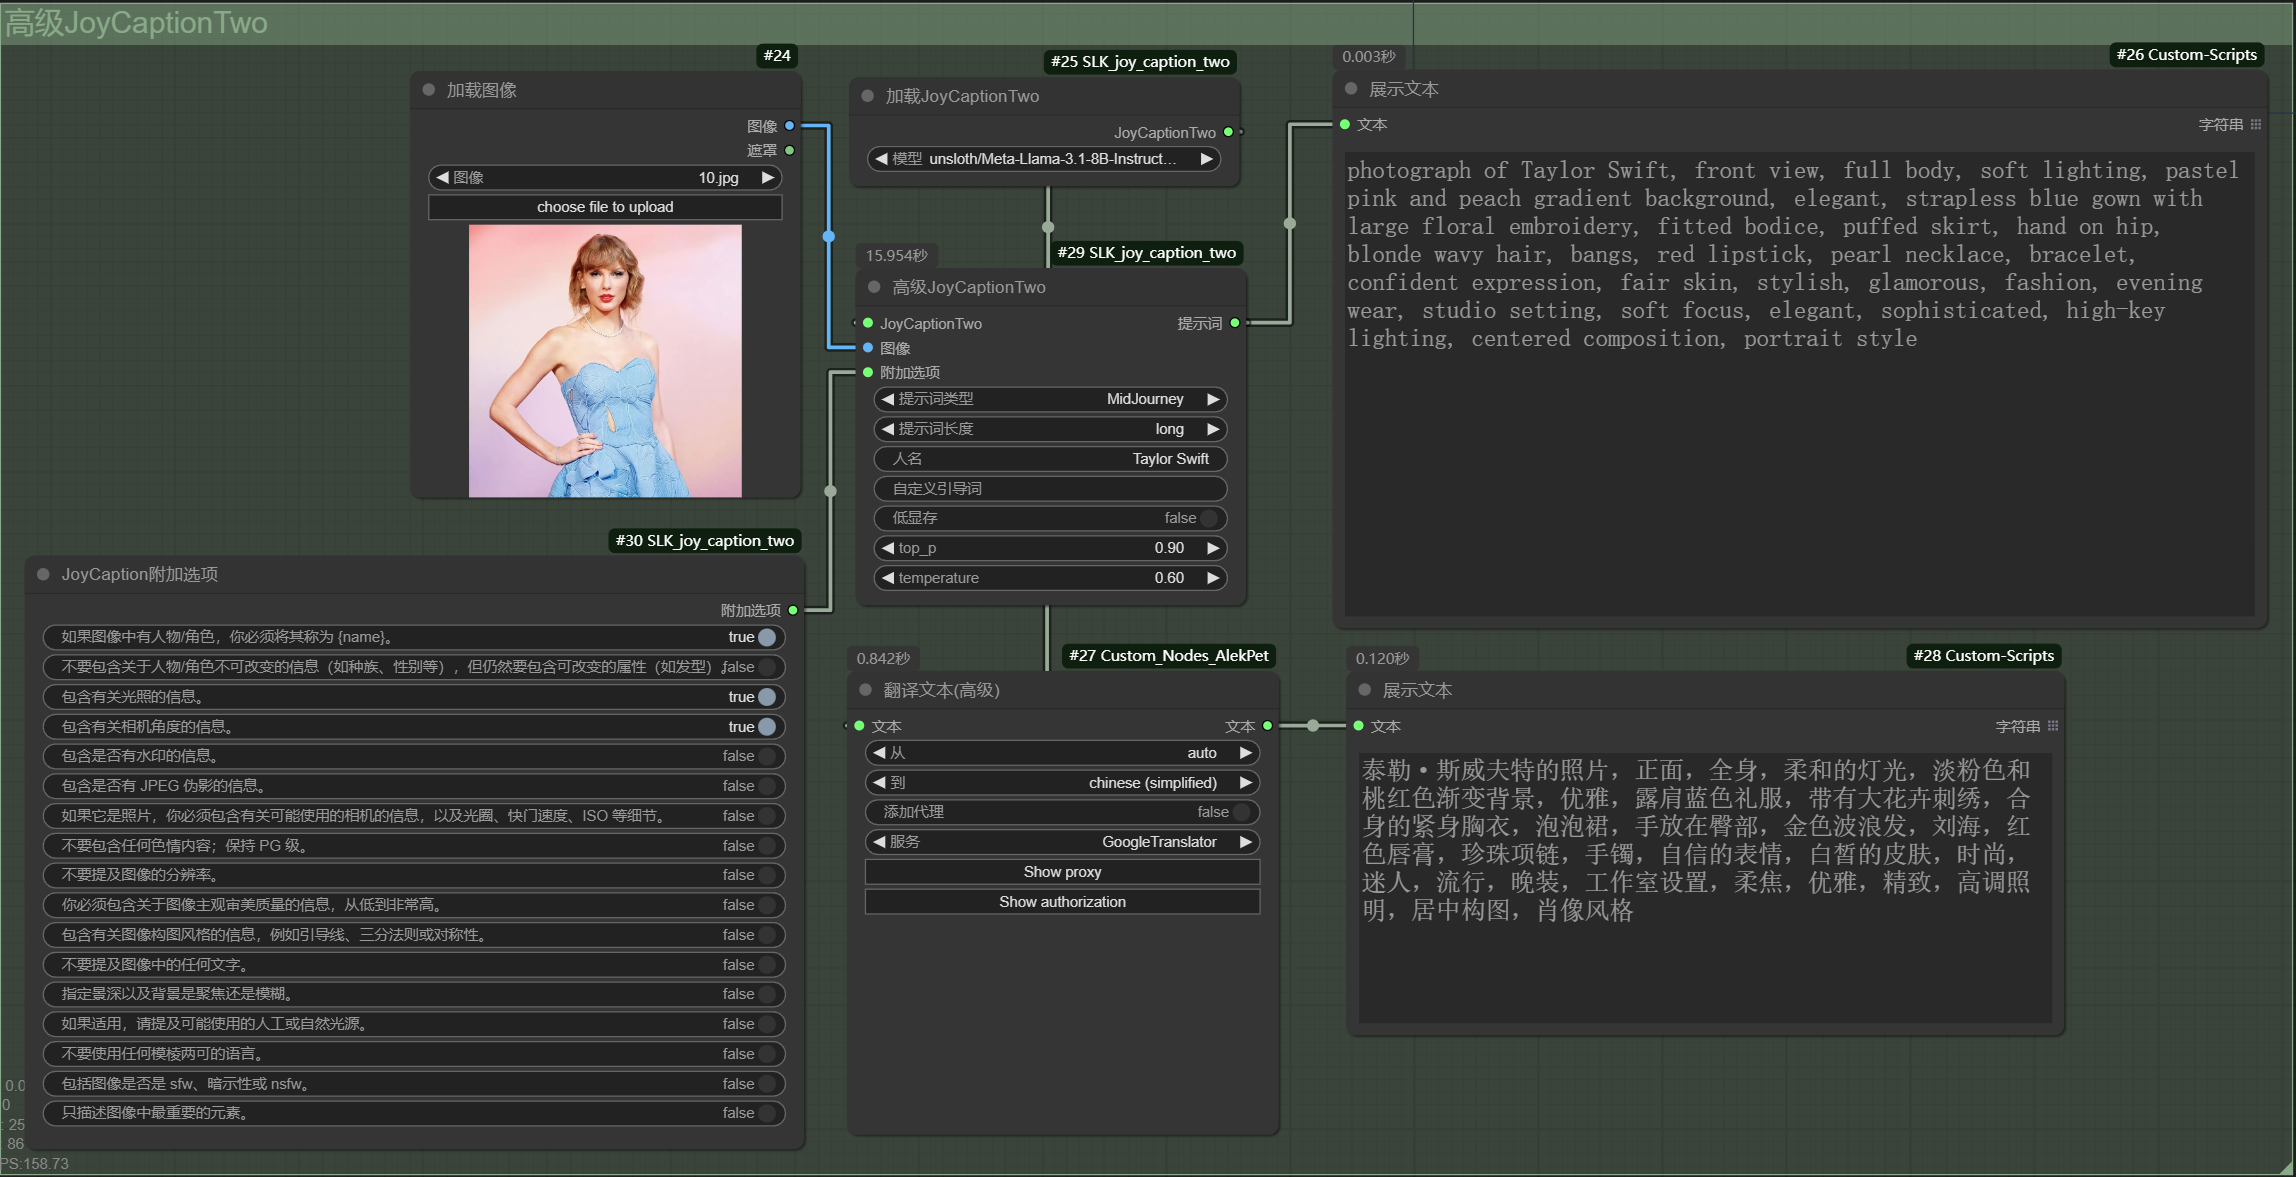 高级JoyCaptionTwo
#24
加载图像
图像
遮罩
图像 10.jpg
choose file to upload
#25 SLK_joy_caption_two
加载JoyCaptionTwo
JoyCaptionTwo
模型 unsloth/Meta-Llama-3.1-8B-Instruct...
15.954秒
#29 SLK_joy_caption_two
高级JoyCaptionTwo
JoyCaptionTwo 提示词
图像
附加选项
提示词类型 MidJourney
提示词长度 long
人名 Taylor Swift
自定义引导词
低显存 false
top_p 0.90
temperature 0.60
0.003秒
#26 Custom-Scripts
展示文本
文本 字符串
photograph of Taylor Swift, front view, full body, soft lighting, pastel
pink and peach gradient background, elegant, strapless blue gown with
large floral embroidery, fitted bodice, puffed skirt, hand on hip,
blonde wavy hair, bangs, red lipstick, pearl necklace, bracelet,
confident expression, fair skin, stylish, glamorous, fashion, evening
wear, studio setting, soft focus, elegant, sophisticated, high-key
lighting, centered composition, portrait style
#30 SLK_joy_caption_two
JoyCaption附加选项
附加选项
如果图像中有人物/角色，你必须将其称为 {name}。 true
不要包含关于人物/角色不可改变的信息（如种族、性别等），但仍然要包含可改变的属性（如发型）。 false
包含有关光照的信息。 true
包含有关相机角度的信息。 true
包含是否有水印的信息。 false
包含是否有 JPEG 伪影的信息。 false
如果它是照片，你必须包含有关可能使用的相机的信息，以及光圈、快门速度、ISO 等细节。 false
不要包含任何色情内容；保持 PG 级。 false
不要提及图像的分辨率。 false
你必须包含关于图像主观审美质量的信息，从低到非常高。 false
包含有关图像构图风格的信息，例如引导线、三分法则或对称性。 false
不要提及图像中的任何文字。 false
指定景深以及背景是聚焦还是模糊。 false
如果适用，请提及可能使用的人工或自然光源。 false
不要使用任何模棱两可的语言。 false
包括图像是否是 sfw、暗示性或 nsfw。 false
只描述图像中最重要的元素。 false
0.842秒
#27 Custom_Nodes_AlekPet
翻译文本(高级)
文本 文本
从 auto
到 chinese (simplified)
添加代理 false
服务 GoogleTranslator
Show proxy
Show authorization
0.120秒
#28 Custom-Scripts
展示文本
文本 字符串
泰勒·斯威夫特的照片，正面，全身，柔和的灯光，淡粉色和
桃红色渐变背景，优雅，露肩蓝色礼服，带有大花卉刺绣，合
身的紧身胸衣，泡泡裙，手放在臀部，金色波浪发，刘海，红
色唇膏，珍珠项链，手镯，自信的表情，白皙的皮肤，时尚，
迷人，流行，晚装，工作室设置，柔焦，优雅，精致，高调照
明，居中构图，肖像风格
0.0
0
: 25
86
PS:158.73